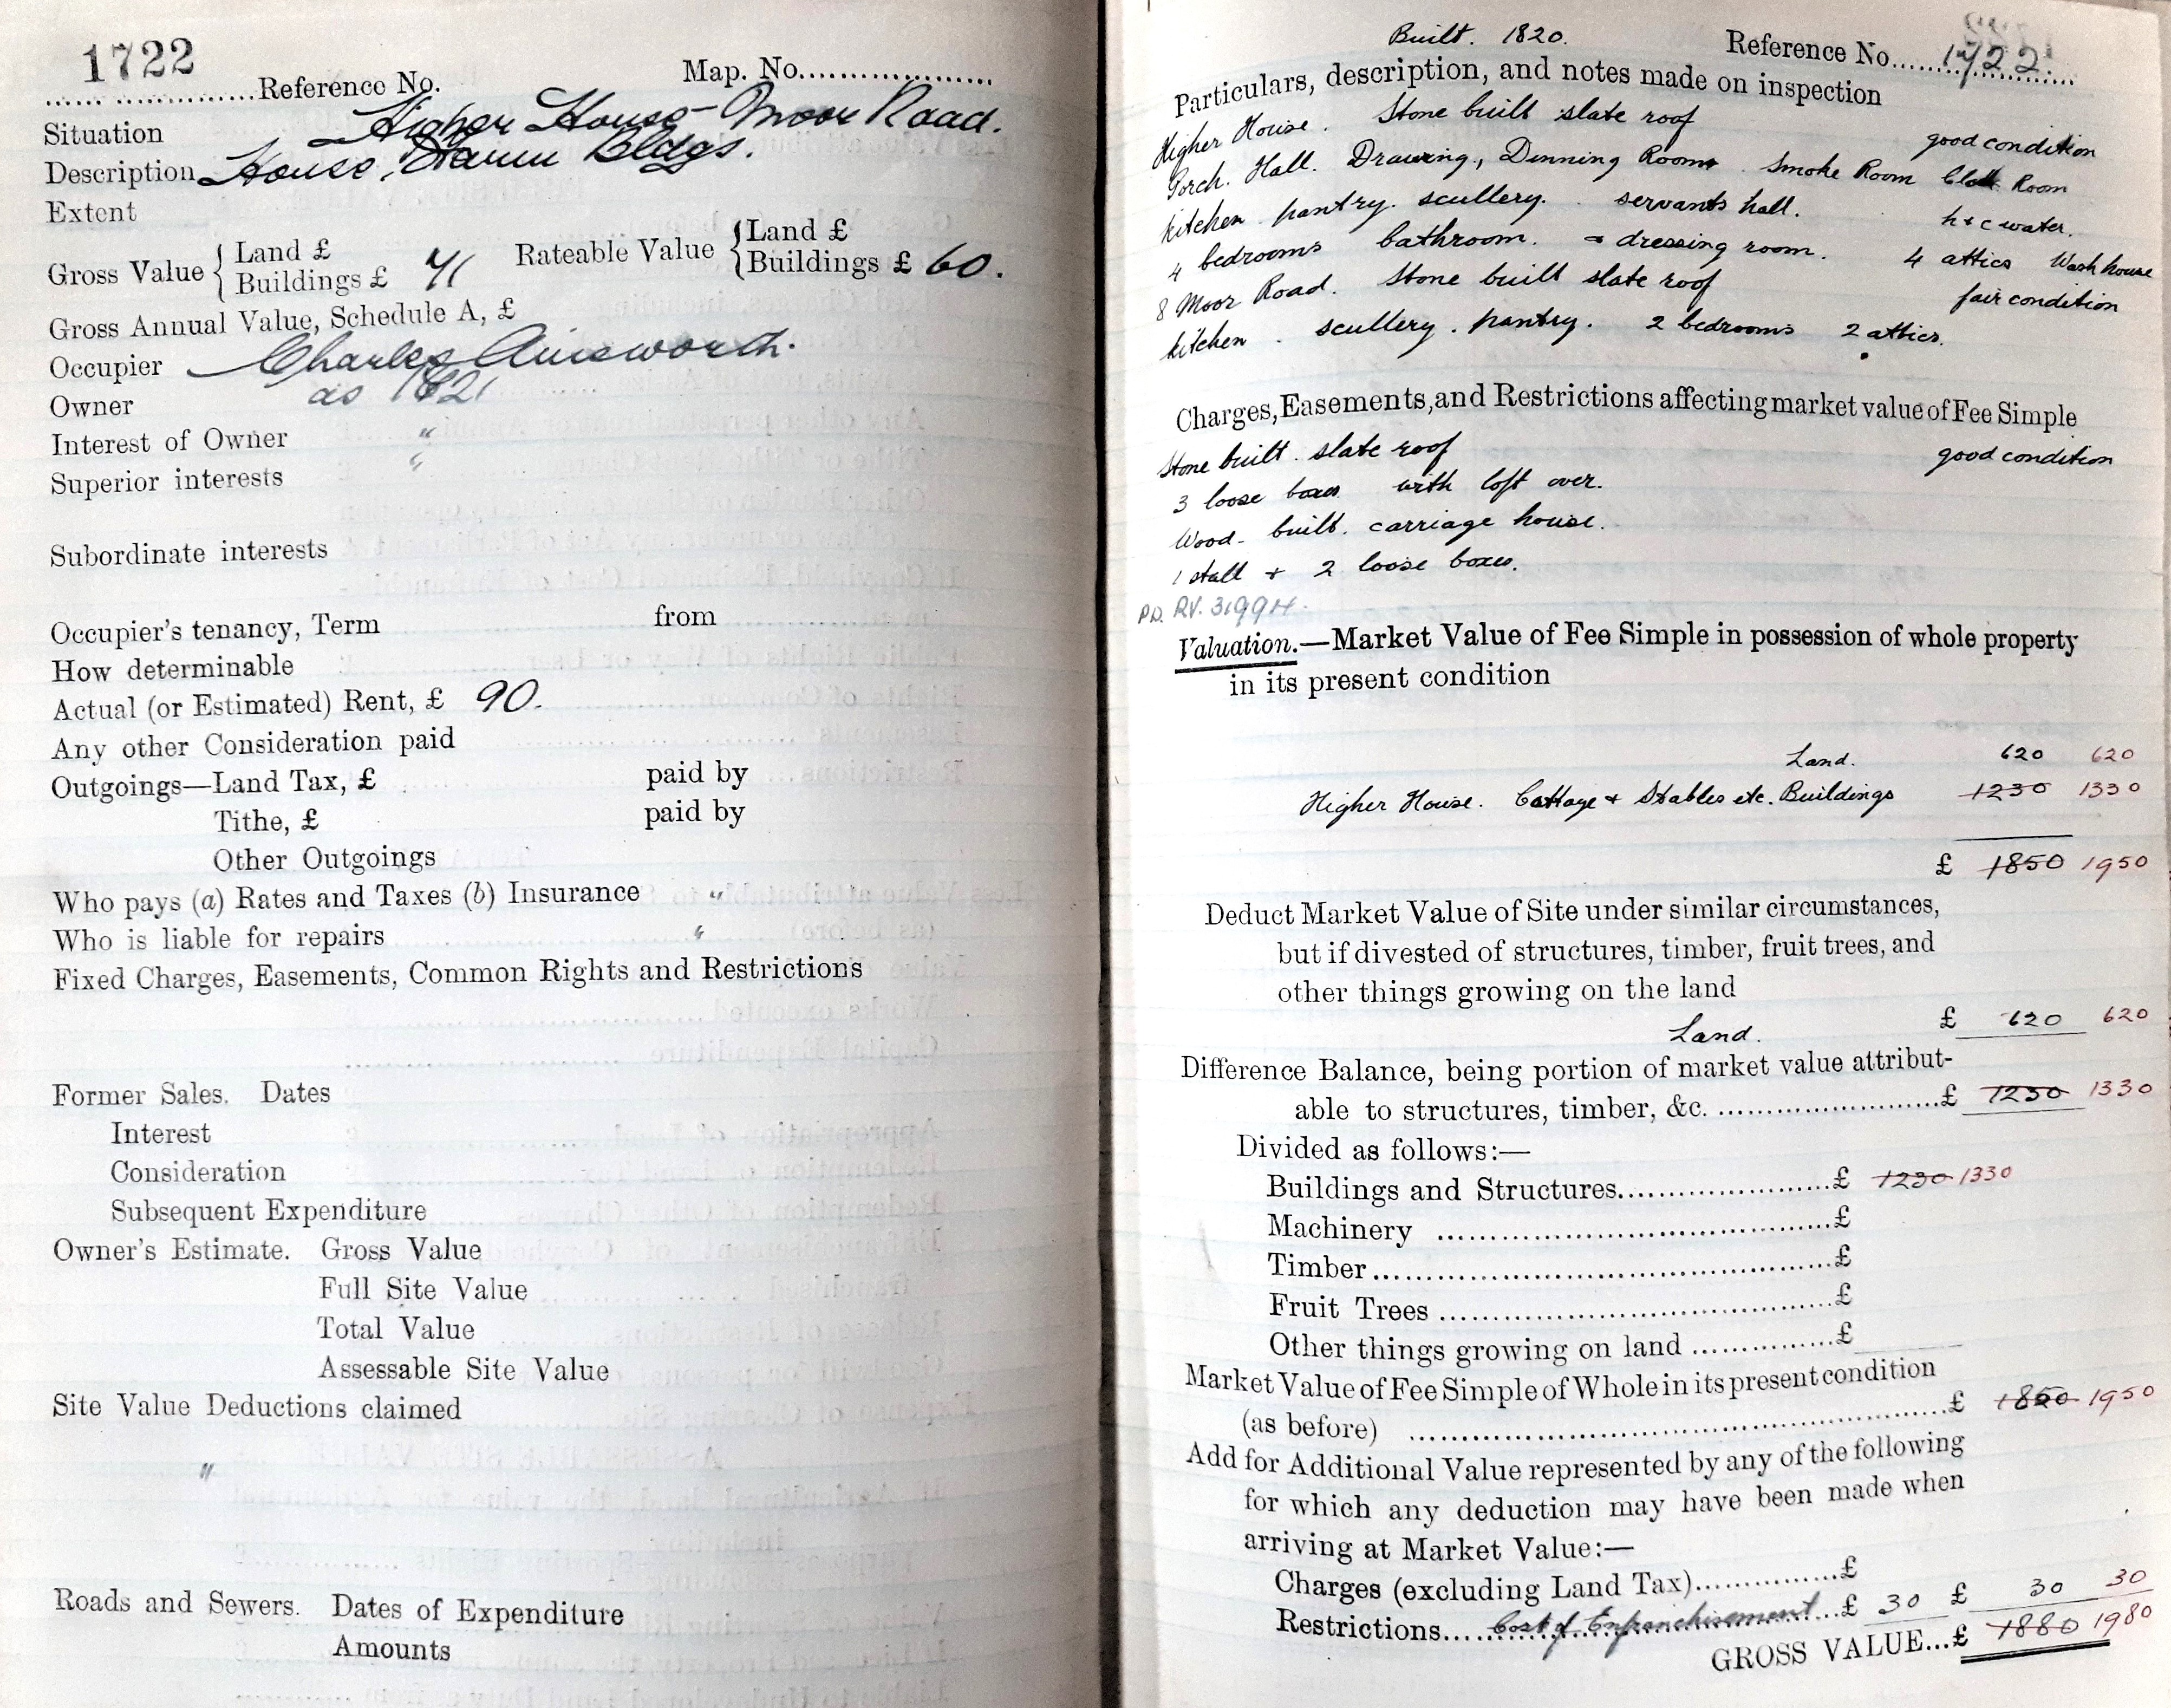 1722
Reference No. Map. No.
Situation Higher House - Moor Road.
Description House, Farm Bldgs.
Extent
Gross Value { Land £ Rateable Value { Land £
Buildings £ 71 Buildings £ 60.
Gross Annual Value, Schedule A, £
Occupier Charles Ainsworth.
Owner as 1621
Interest of Owner "
Superior interests "
Subordinate interests
Occupier's tenancy, Term from
How determinable
Actual (or Estimated) Rent, £ 90.
Any other Consideration paid
Outgoings—Land Tax, £ paid by
Tithe, £ paid by
Other Outgoings
Who pays (a) Rates and Taxes (b) Insurance "
Who is liable for repairs "
Fixed Charges, Easements, Common Rights and Restrictions
Former Sales. Dates
Interest
Consideration
Subsequent Expenditure
Owner's Estimate. Gross Value
Full Site Value
Total Value
Assessable Site Value
Site Value Deductions claimed
"
Roads and Sewers. Dates of Expenditure
Amounts
Built. 1820. Reference No. 1722
Particulars, description, and notes made on inspection
Higher House. Stone built slate roof good condition
Porch. Hall. Drawing, Dinning Rooms. Smoke Room Cloak Room
kitchen pantry. scullery. servants hall. h & c water.
4 bedrooms bathroom. dressing room. 4 attics Wash house
8 Moor Road. Stone built slate roof fair condition
kitchen. scullery. pantry. 2 bedrooms 2 attics.
Charges, Easements, and Restrictions affecting market value of Fee Simple
Stone built. slate roof good condition
3 loose boxes with loft over.
Wood- built. carriage house.
1 stall + 2 loose boxes.
PD. RV.
Valuation.—Market Value of Fee Simple in possession of whole property
in its present condition
Land. 620 620
Higher House. Cottage + Stables etc. Buildings 1230 1330
£ 1850 1950
Deduct Market Value of Site under similar circumstances,
but if divested of structures, timber, fruit trees, and
other things growing on the land
Land. £ 620 620
Difference Balance, being portion of market value attribut-
able to structures, timber, &c. £ 1230 1330
Divided as follows:—
Buildings and Structures £ 1230 1330
Machinery £
Timber £
Fruit Trees £
Other things growing on land £
Market Value of Fee Simple of Whole in its present condition
(as before) £ 1850 1950
Add for Additional Value represented by any of the following
for which any deduction may have been made when
arriving at Market Value:—
Charges (excluding Land Tax) £
Restrictions Cost of Enfranchisement £ 30 £ 30 30
GROSS VALUE...£ 1880 1980